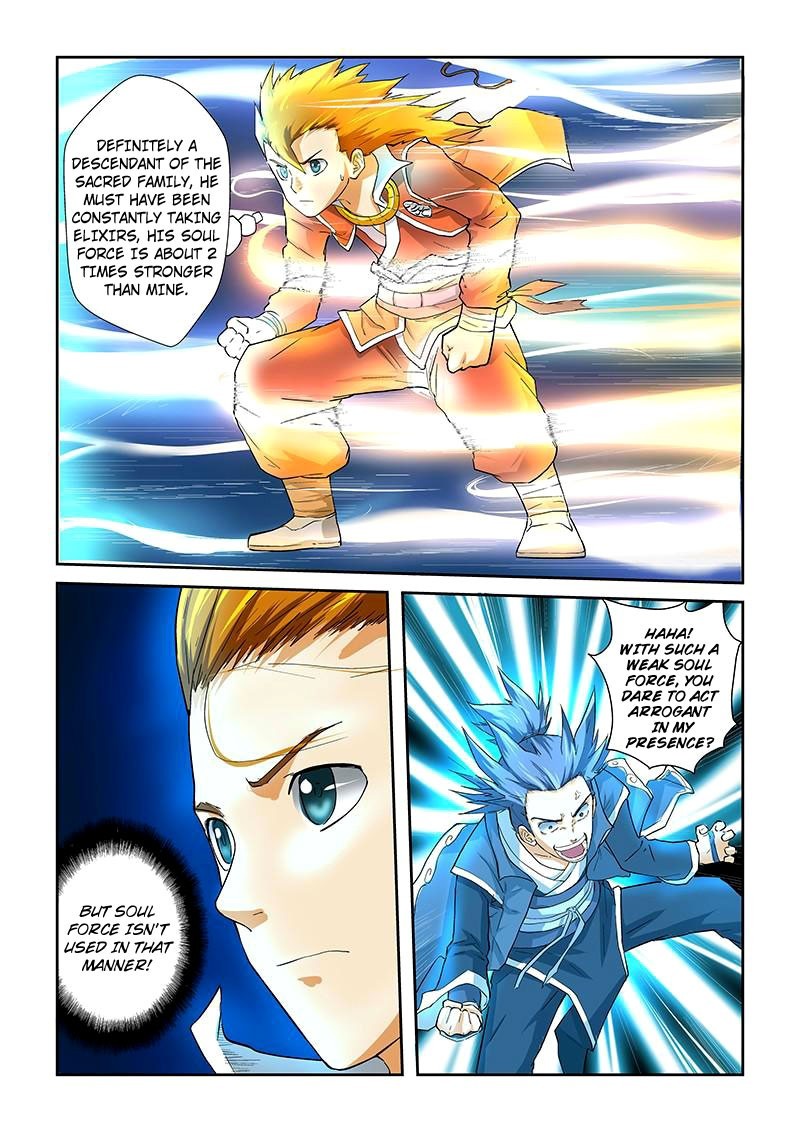 DEFINITELY A
DESCENDANT OF THE
SACRED FAMILY, HE
MUST HAVE BEEN
CONSTANTLY TAKING
ELIXIRS, HIS SOUL
FORCE IS ABOUT 2
TIMES STRONGER
THAN MINE.
BUT SOUL
FORCE ISN'T
USED IN THAT
MANNER!
HAHA!
WITH SUCH A
WEAK SOUL
FORCE, YOU
DARE TO ACT
ARROGANT
IN MY
PRESENCE?